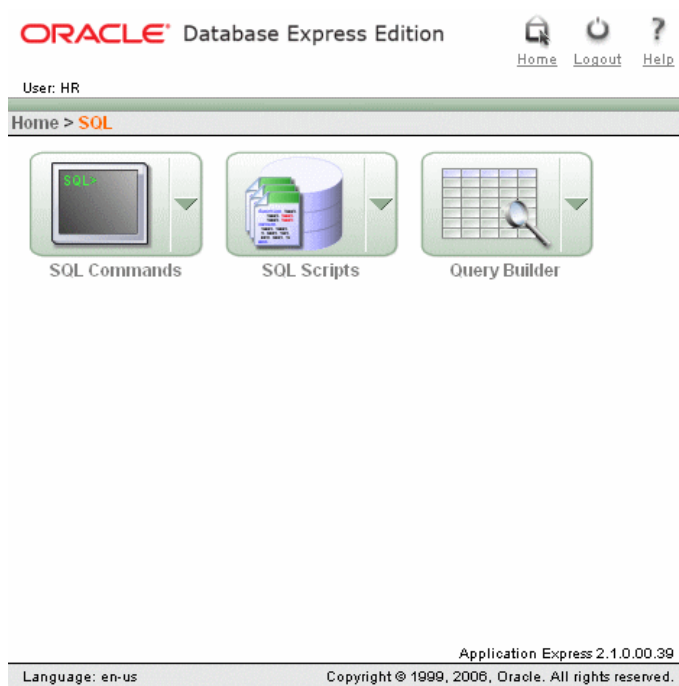 ORACLE Database Express Edition
Home Logout Help
User: HR
Home > SQL
SQL>
SQL Commands
SQL Scripts
Query Builder
Application Express 2.1.0.00.39
Language: en-us
Copyright © 1999, 2006, Oracle. All rights reserved.